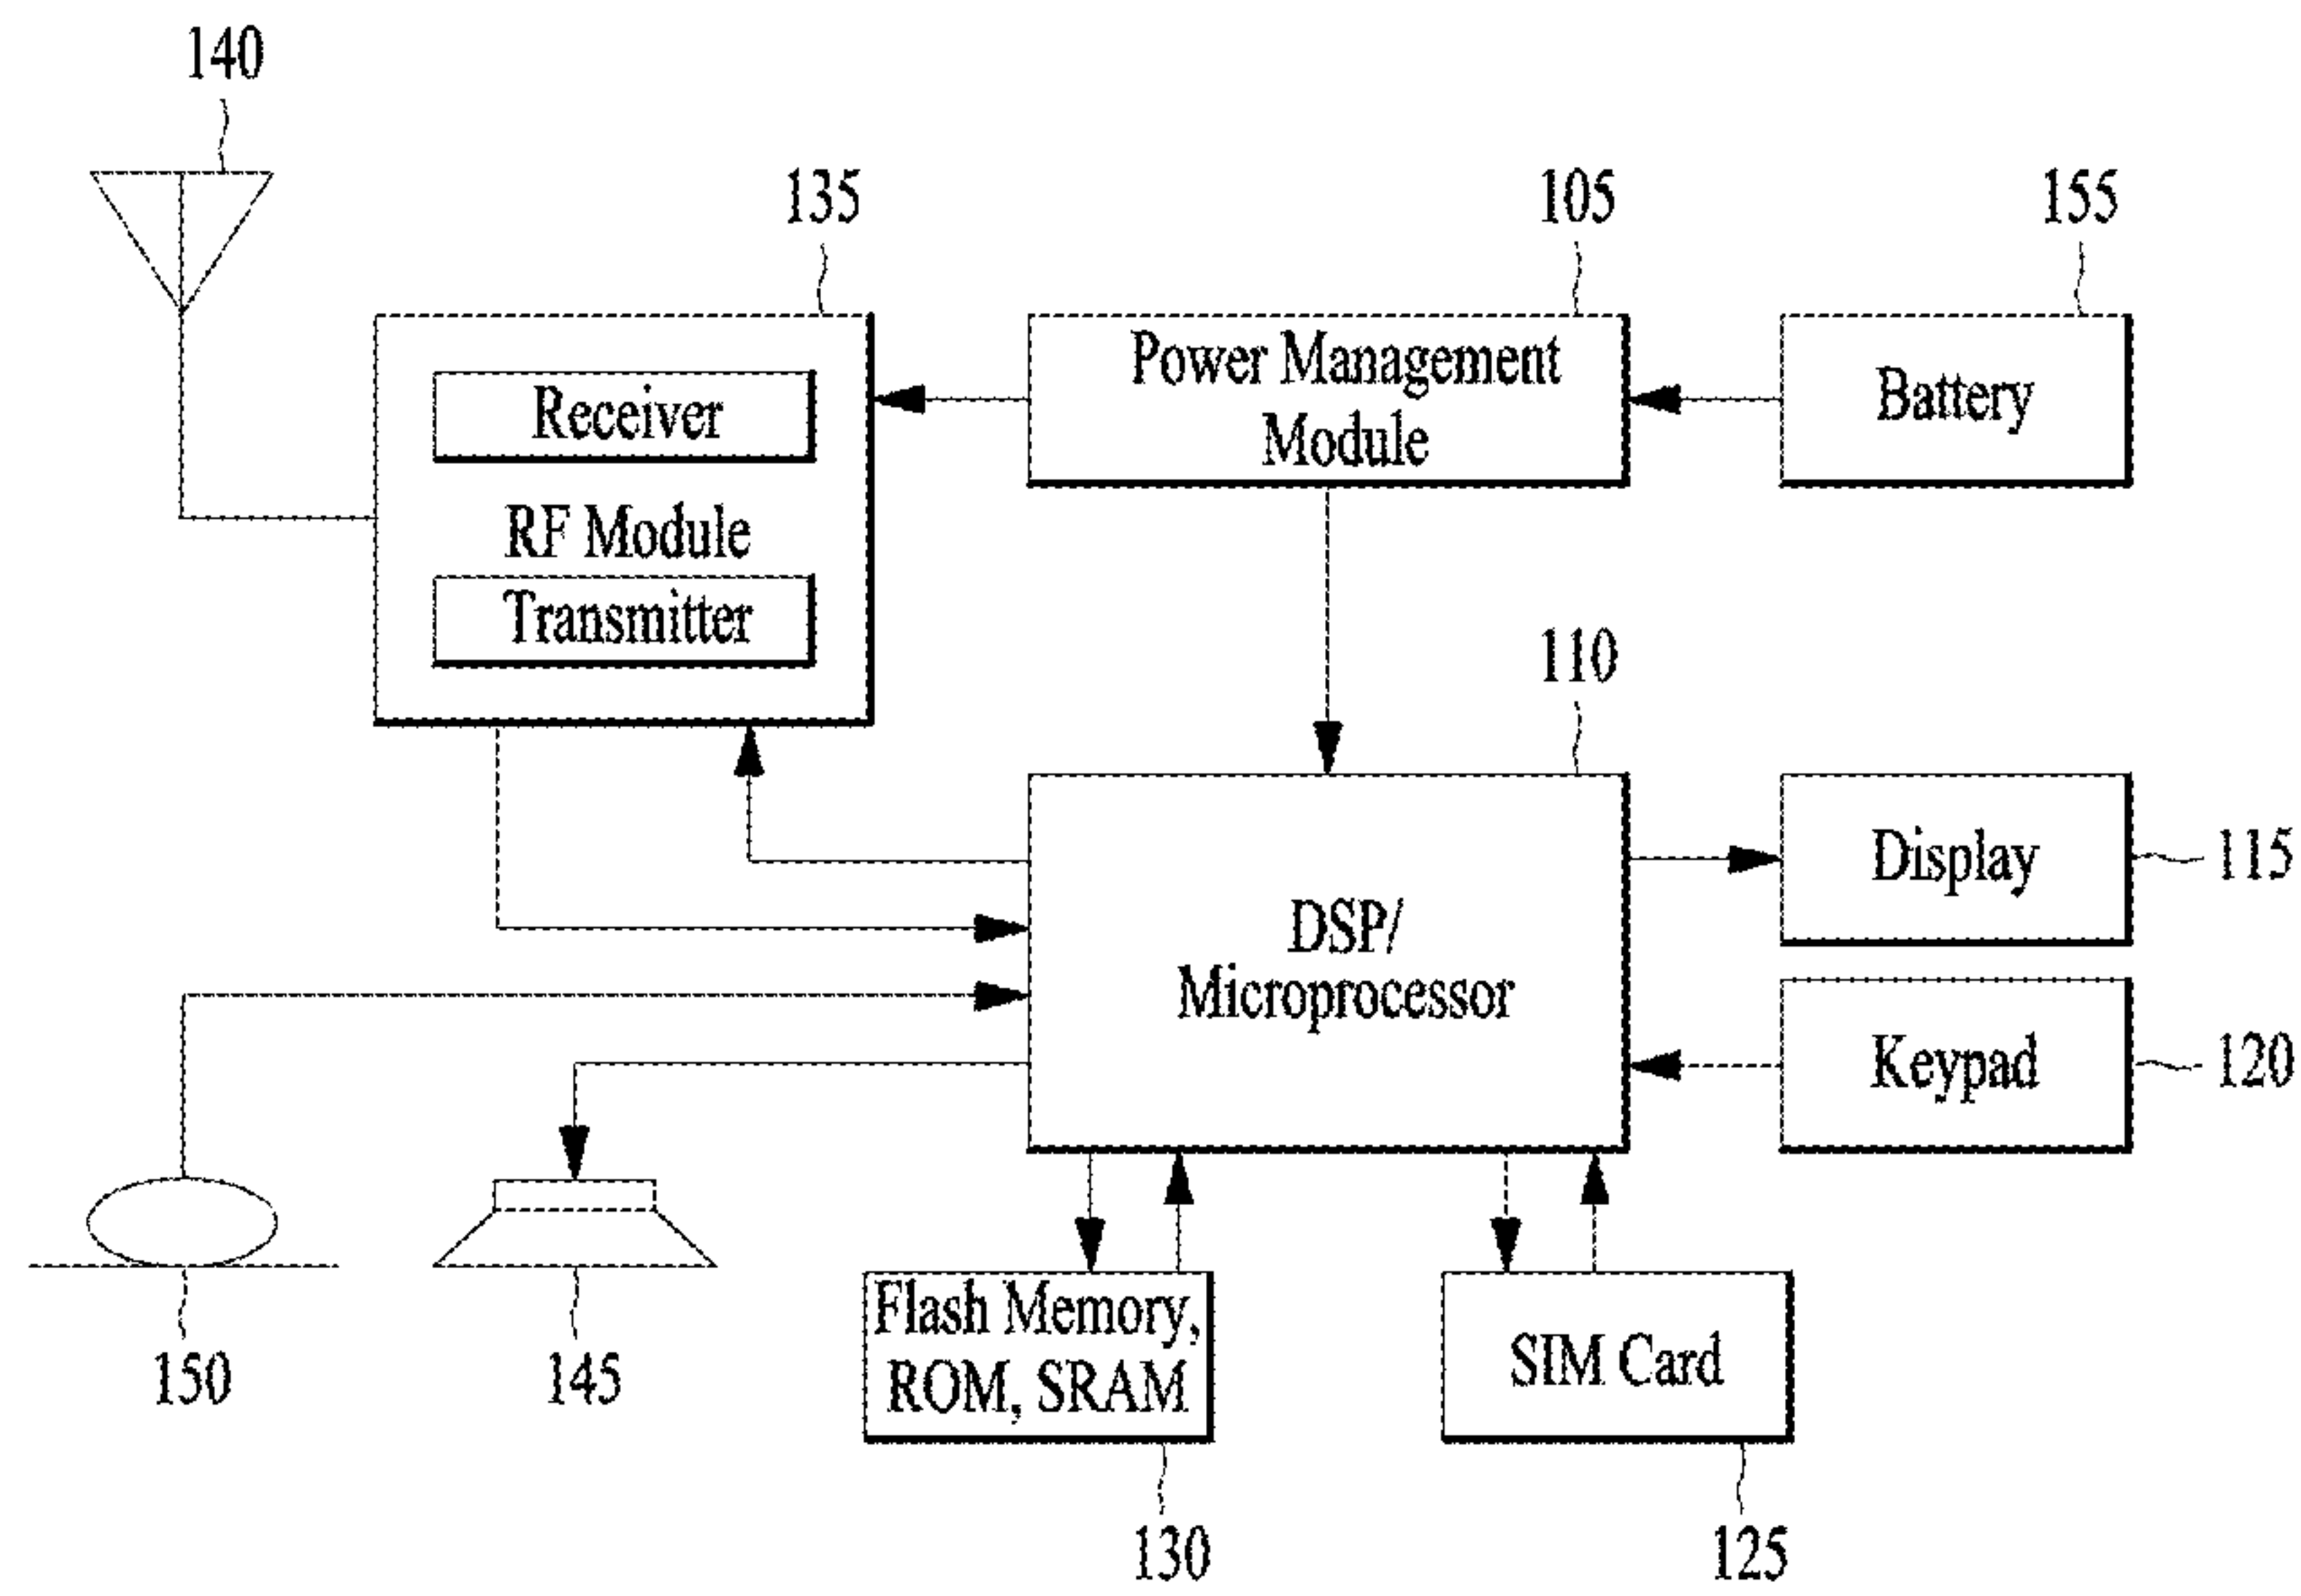 140
135
105
155
Receiver
RF Module
Transmitter
Power Management
Module
Battery
110
DSP/
Microprocessor
Display
115
Keypad
120
150
145
Flash Memory,
ROM, SRAM
130
SIM Card
125